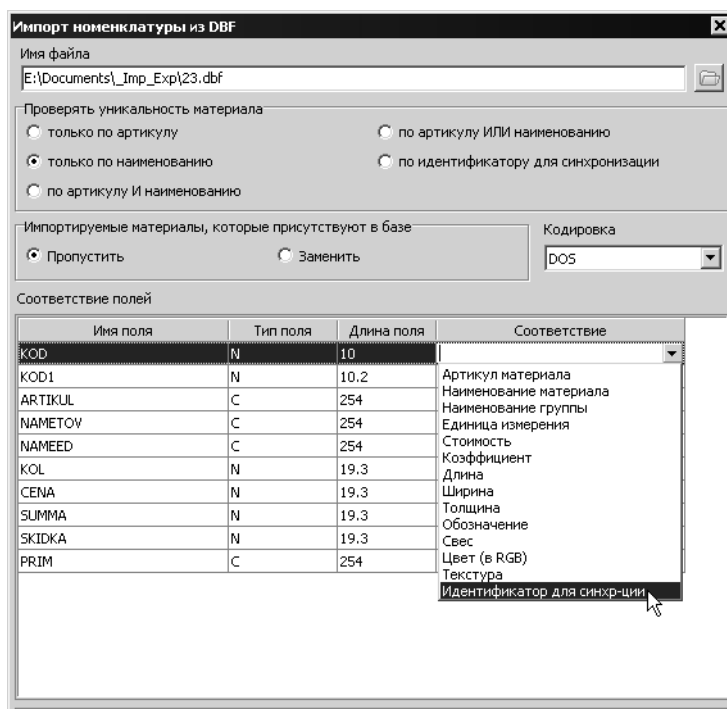 Импорт номенклатуры из DBF
Имя файла
E:\Documents\_Imp_Exp\23.dbf
Проверять уникальность материала
только по артикулу
по артикулу ИЛИ наименованию
только по наименованию
по идентификатору для синхронизации
по артикулу И наименованию
Импортируемые материалы, которые присутствуют в базе
Кодировка
Пропустить
Заменить
DOS
Соответствие полей
Имя поля Тип поля Длина поля Соответствие
KOD N 10
KOD1 N 10.2
ARTIKUL C 254
NAMETOV C 254
NAMEED C 254
KOL N 19.3
CENA N 19.3
SUMMA N 19.3
SKIDKA N 19.3
PRIM C 254
Артикул материала
Наименование материала
Наименование группы
Единица измерения
Стоимость
Коэффициент
Длина
Ширина
Толщина
Обозначение
Свес
Цвет (в RGB)
Текстура
Идентификатор для синхр-ции